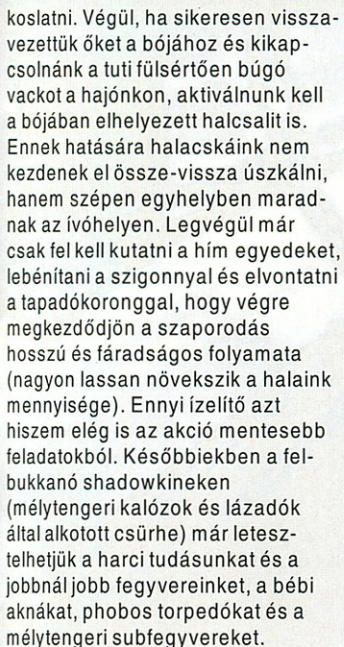 koslatni. Végül, ha sikeresen vissza-
vezettük őket a bójához és kikap-
csolnánk a tuti fülsértően búgó
vackot a hajónkon, aktiválnunk kell
a bójában elhelyezett halcsalit is.
Ennek hatására halacskáink nem
kezdenek el össze-vissza úszkálni,
hanem szépen egyhelyben marad-
nak az ívóhelyen. Legvégül már
csak fel kell kutatni a hím egyedeket,
lebénítani a szigonnyal és elvontatni
a tapadókoronggal, hogy végre
megkezdődjön a szaporodás
hosszú és fáradságos folyamata
(nagyon lassan növekszik a halaink
mennyisége). Ennyi ízelítő azt
hiszem elég is az akció mentesebb
feladatokból. Későbbiekben a fel-
bukkanó shadowkineken
(mélytengeri kalózok és lázadók
által alkotott csürhe) már letesz-
telhetjük a harci tudásunkat és a
jobbnál jobb fegyvereinket, a bébi
aknákat, phobos torpedókat és a
mélytengeri subfegyvereket.